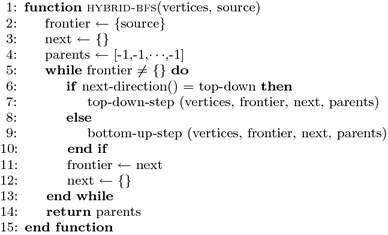 1: function HYBRID-BFS(vertices, source)
2: frontier ← {source}
3: next ← {}
4: parents ← [-1,-1,···,-1]
5: while frontier ≠ {} do
6: if next-direction() = top-down then
7: top-down-step (vertices, frontier, next, parents)
8: else
9: bottom-up-step (vertices, frontier, next, parents)
10: end if
11: frontier ← next
12: next ← {}
13: end while
14: return parents
15: end function